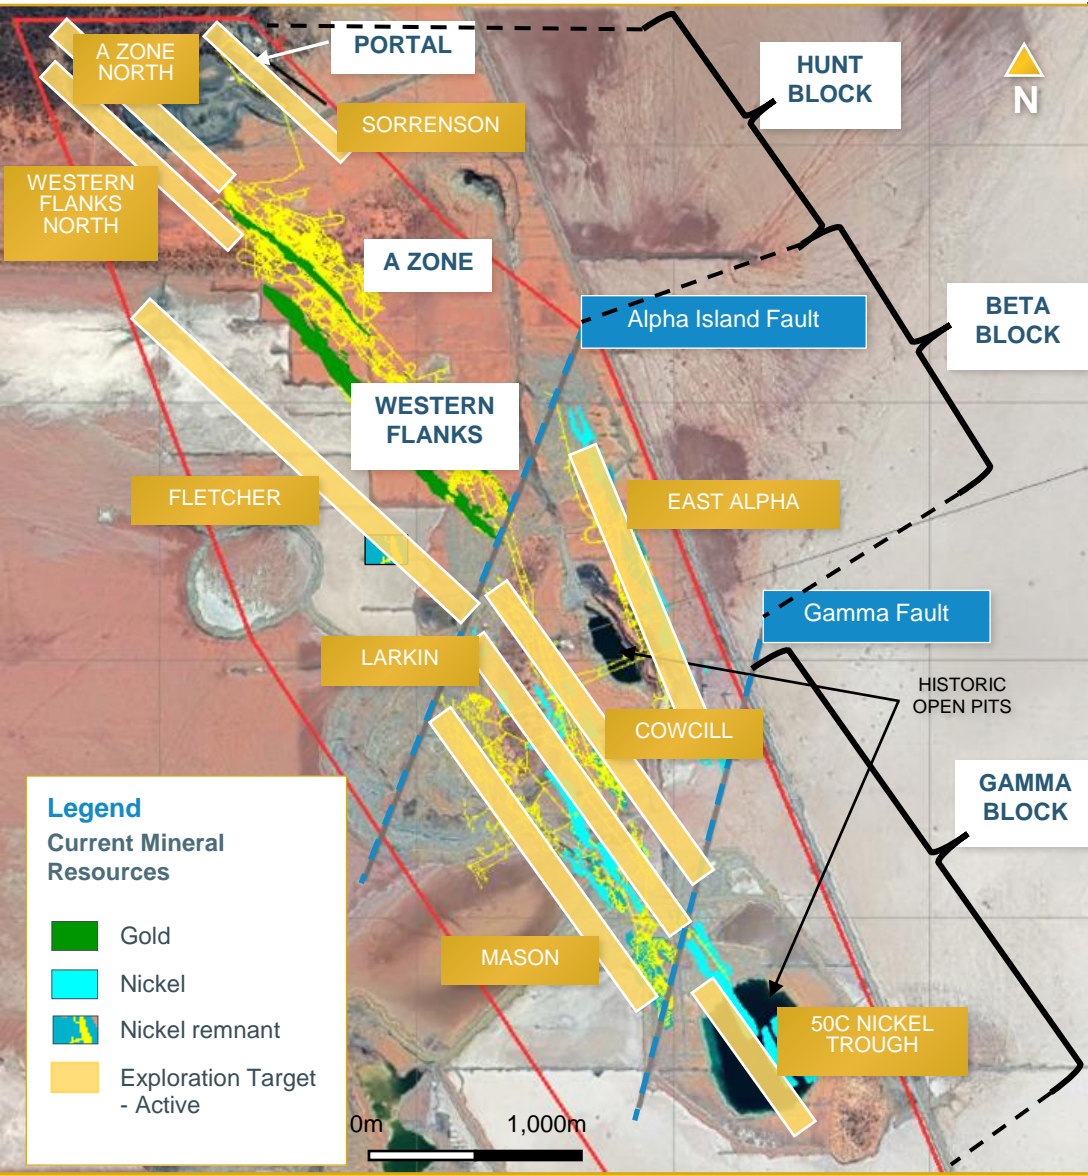 A ZONE
NORTH
PORTAL
HUNT
BLOCK
N
SORRENSON
WESTERN
FLANKS
NORTH
A ZONE
Alpha Island Fault
BETA
BLOCK
WESTERN
FLANKS
FLETCHER
EAST ALPHA
Gamma Fault
LARKIN
HISTORIC
OPEN PITS
COWCILL
GAMMA
BLOCK
Legend
Current Mineral
Resources
Gold
Nickel
Nickel remnant
Exploration Target
- Active
MASON
50C NICKEL
TROUGH
0m
1,000m